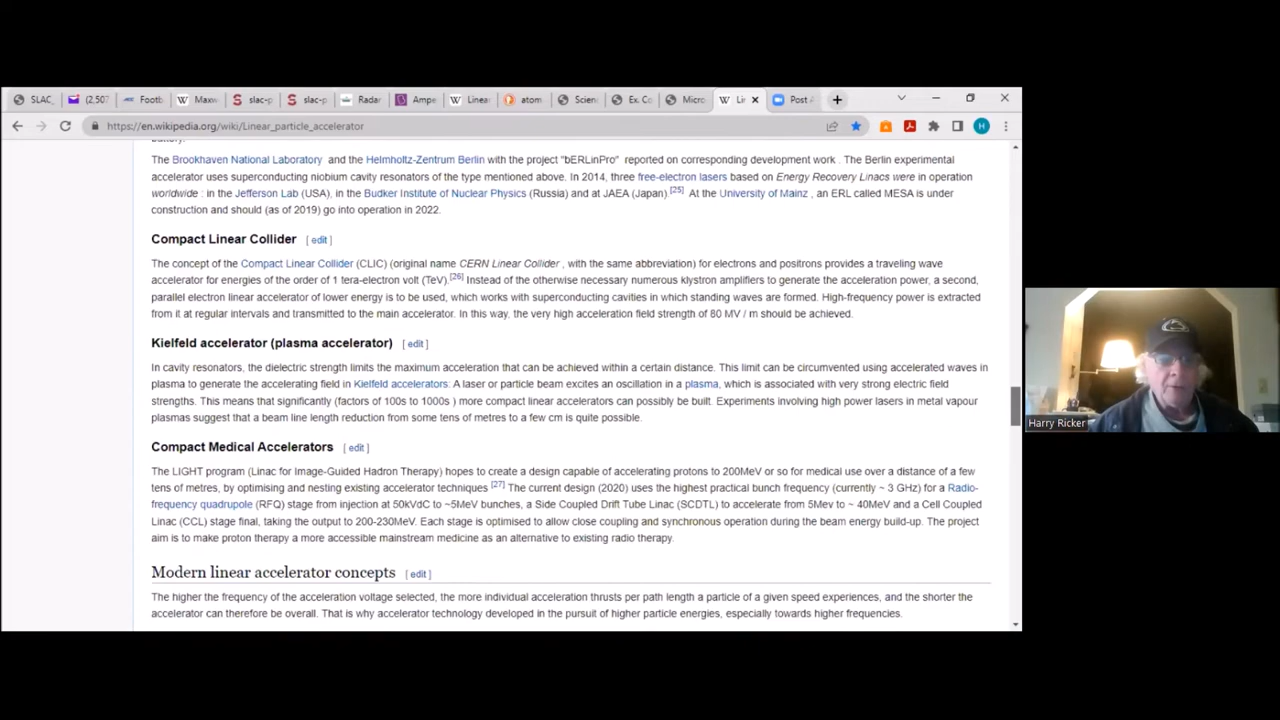 SLAC_
(2,507
Footb
Maxw
slac-p
slac-p
Radar
Ampe
Linea
atom
Scien
Ex. Co
Micro
Lin
Post A
https://en.wikipedia.org/wiki/Linear_particle_accelerator
H
The Brookhaven National Laboratory and the Helmholtz-Zentrum Berlin with the project "bERLinPro" reported on corresponding development work . The Berlin experimental
accelerator uses superconducting niobium cavity resonators of the type mentioned above. In 2014, three free-electron lasers based on Energy Recovery Linacs were in operation
worldwide : in the Jefferson Lab (USA), in the Budker Institute of Nuclear Physics (Russia) and at JAEA (Japan).[25] At the University of Mainz , an ERL called MESA is under
construction and should (as of 2019) go into operation in 2022.
Compact Linear Collider [ edit ]
The concept of the Compact Linear Collider (CLIC) (original name CERN Linear Collider , with the same abbreviation) for electrons and positrons provides a traveling wave
accelerator for energies of the order of 1 tera-electron volt (TeV).[26] Instead of the otherwise necessary numerous klystron amplifiers to generate the acceleration power, a second,
parallel electron linear accelerator of lower energy is to be used, which works with superconducting cavities in which standing waves are formed. High-frequency power is extracted
from it at regular intervals and transmitted to the main accelerator. In this way, the very high acceleration field strength of 80 MV / m should be achieved.
Kielfeld accelerator (plasma accelerator) [ edit ]
In cavity resonators, the dielectric strength limits the maximum acceleration that can be achieved within a certain distance. This limit can be circumvented using accelerated waves in
plasma to generate the accelerating field in Kielfeld accelerators: A laser or particle beam excites an oscillation in a plasma, which is associated with very strong electric field
strengths. This means that significantly (factors of 100s to 1000s ) more compact linear accelerators can possibly be built. Experiments involving high power lasers in metal vapour
plasmas suggest that a beam line length reduction from some tens of metres to a few cm is quite possible.
Compact Medical Accelerators [ edit ]
The LIGHT program (Linac for Image-Guided Hadron Therapy) hopes to create a design capable of accelerating protons to 200MeV or so for medical use over a distance of a few
tens of metres, by optimising and nesting existing accelerator techniques [27] The current design (2020) uses the highest practical bunch frequency (currently ~ 3 GHz) for a Radio-
frequency quadrupole (RFQ) stage from injection at 50kVdC to ~5MeV bunches, a Side Coupled Drift Tube Linac (SCDTL) to accelerate from 5Mev to ~ 40MeV and a Cell Coupled
Linac (CCL) stage final, taking the output to 200-230MeV. Each stage is optimised to allow close coupling and synchronous operation during the beam energy build-up. The project
aim is to make proton therapy a more accessible mainstream medicine as an alternative to existing radio therapy.
Modern linear accelerator concepts [ edit ]
The higher the frequency of the acceleration voltage selected, the more individual acceleration thrusts per path length a particle of a given speed experiences, and the shorter the
accelerator can therefore be overall. That is why accelerator technology developed in the pursuit of higher particle energies, especially towards higher frequencies.
Harry Ricker